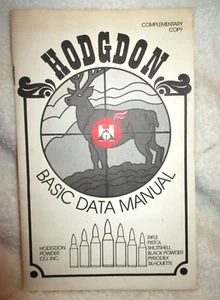 COMPLEMENTARY
COPY
HODGDON
BASIC DATA MANUAL
HODGDON
POWDER
CO. INC.
RIFLE
PISTOL
SHOTSHELL
BLACK POWDER
PYRODEX
SILHOUETTE